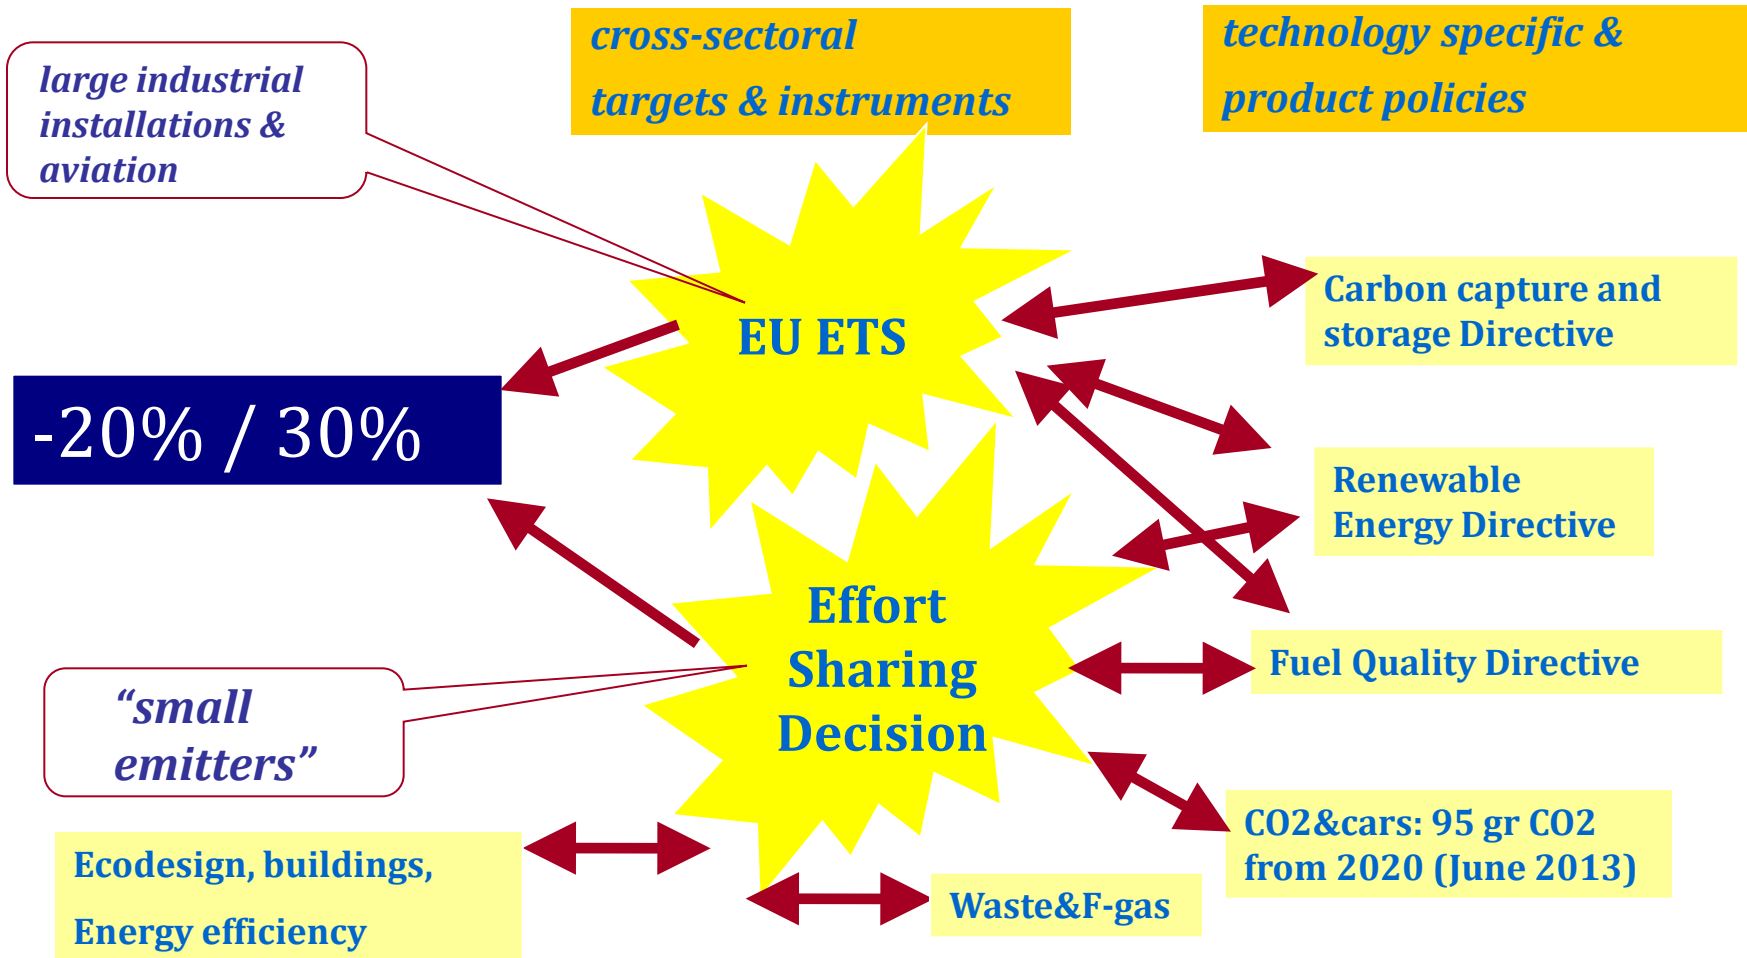 cross-sectoral
targets & instruments
technology specific &
product policies
large industrial
installations &
aviation
EU ETS
Carbon capture and
storage Directive
-20% / 30%
Renewable
Energy Directive
Effort
Sharing
Decision
Fuel Quality Directive
“small
emitters”
CO2&cars: 95 gr CO2
from 2020 (June 2013)
Ecodesign, buildings,
Energy efficiency
Waste&F-gas